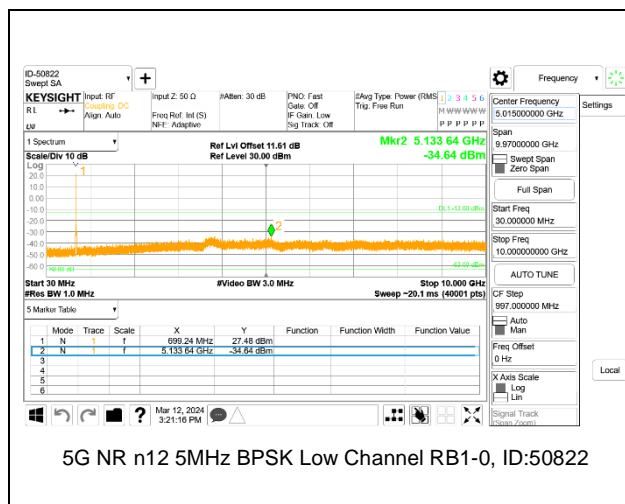 ID-50822
Swept SA
Frequency
KEYSIGHT
Input: RF
Coupling: DC
Align: Auto
Input Z: 50 Ω
Freq Ref: Int (S)
NFE: Adaptive
#Atten: 30 dB
PNO: Fast
Gate: Off
IF Gain: Low
Sig Track: Off
#Avg Type: Power (RMS
Trig: Free Run
1 2 3 4 5 6
M W W W W W
P P P P P P
RL
Center Frequency
5.015000000 GHz
Settings
Span
9.97000000 GHz
Swept Span
Zero Span
Full Span
Start Freq
30.000000 MHz
Stop Freq
10.000000000 GHz
AUTO TUNE
CF Step
997.000000 MHz
Auto
Man
Freq Offset
0 Hz
X Axis Scale
Log
Lin
Local
Signal Track
(Span Zoom)
1 Spectrum
Scale/Div 10 dB
Log
Ref Lvl Offset 11.61 dB
Ref Level 30.00 dBm
Mkr2 5.133 64 GHz
-34.64 dBm
20.0
10.0
0.00
-10.0
-20.0
-30.0
-40.0
-50.0
-60.0
1
2
DL1 -13.00 dBm
Start 30 MHz
#Res BW 1.0 MHz
#Video BW 3.0 MHz
Stop 10.000 GHz
Sweep ~20.1 ms (40001 pts)
5 Marker Table
Mode Trace Scale X Y Function Function Width Function Value
1 N 1 f 699.24 MHz 27.48 dBm
2 N 1 f 5.133 64 GHz -34.64 dBm
3
4
5
6
Mar 12, 2024
3:21:16 PM
5G NR n12 5MHz BPSK Low Channel RB1-0, ID:50822